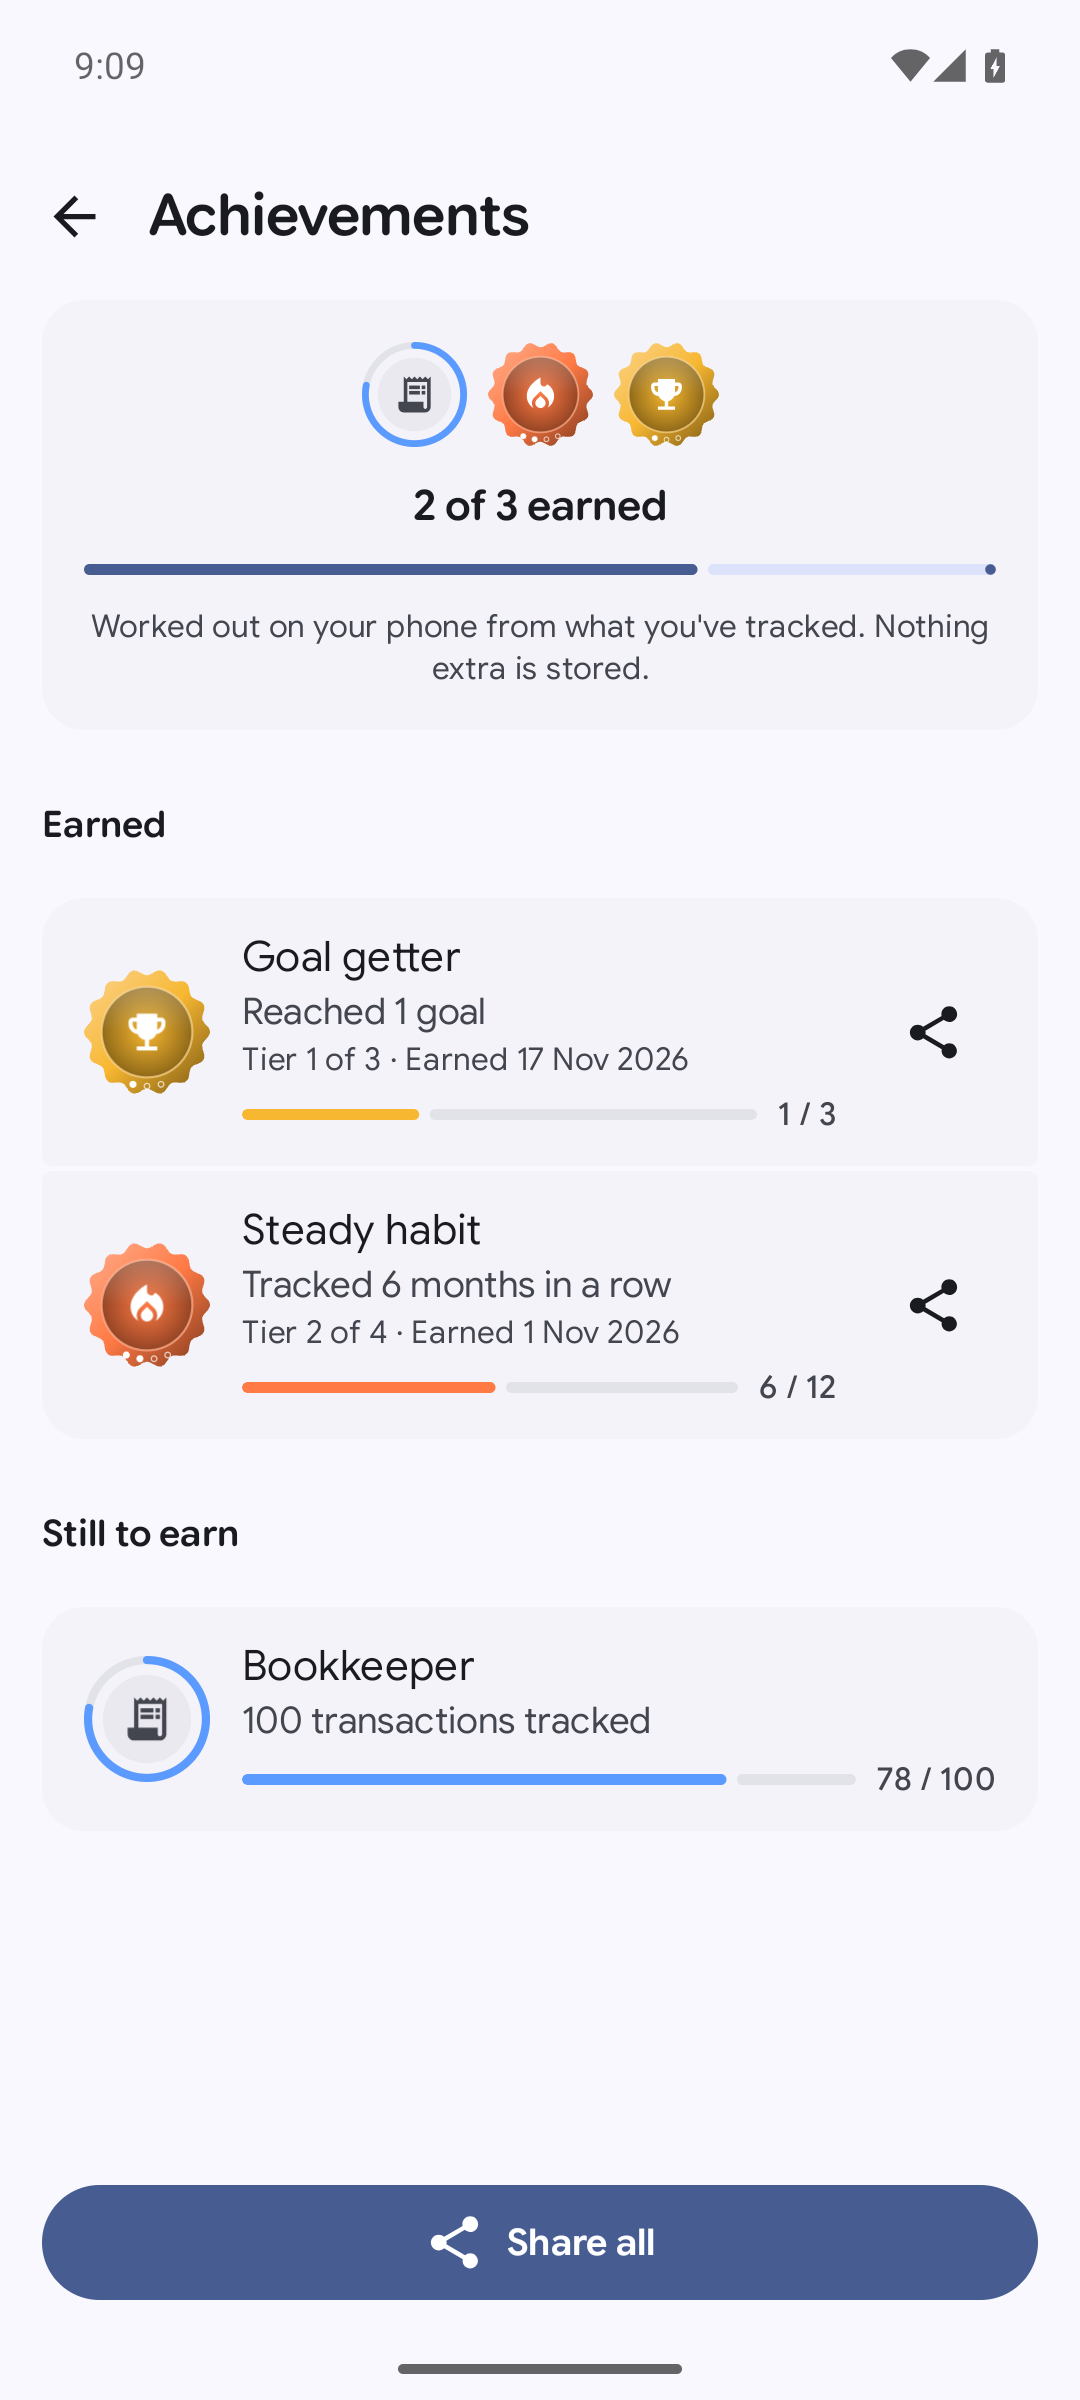 9:09
Achievements
2 of 3 earned
Worked out on your phone from what you've tracked. Nothing
extra is stored.
Earned
Goal getter
Reached 1 goal
Tier 1 of 3 · Earned 17 Nov 2026
1 / 3
Steady habit
Tracked 6 months in a row
Tier 2 of 4 · Earned 1 Nov 2026
6 / 12
Still to earn
Bookkeeper
100 transactions tracked
78 / 100
Share all